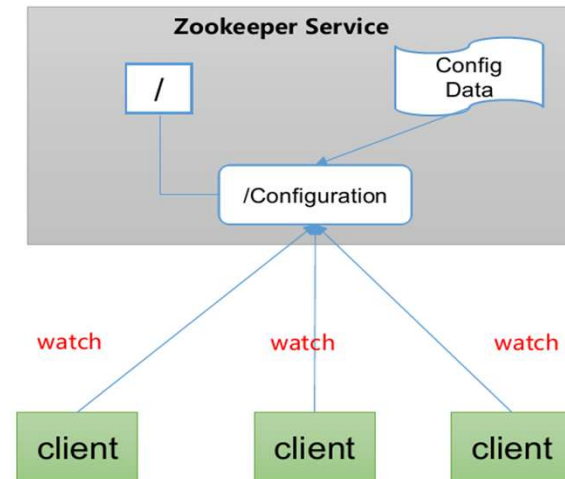 Zookeeper Service
/
Config
Data
/Configuration
watch
watch
watch
client
client
client